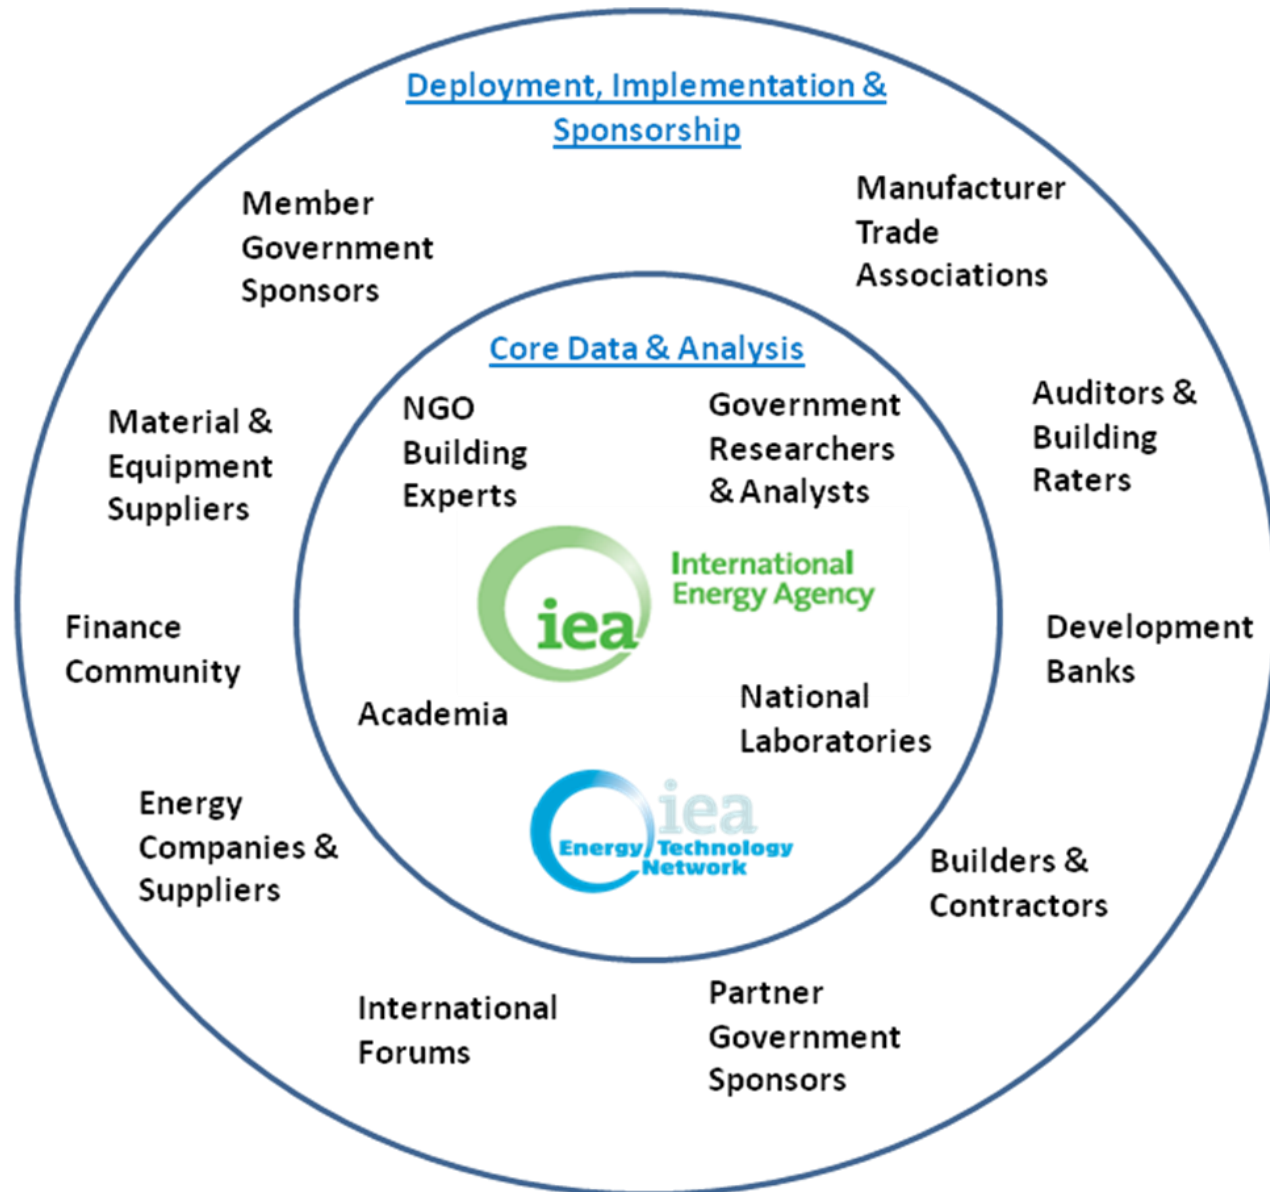 Deployment, Implementation &
Sponsorship
Member
Government
Sponsors
Manufacturer
Trade
Associations
Core Data & Analysis
Material &
Equipment
Suppliers
NGO
Building
Experts
Government
Researchers
& Analysts
Auditors &
Building
Raters
iea
International
Energy Agency
Finance
Community
Development
Banks
Academia
National
Laboratories
iea
Energy Technology
Network
Energy
Companies &
Suppliers
Builders &
Contractors
International
Forums
Partner
Government
Sponsors